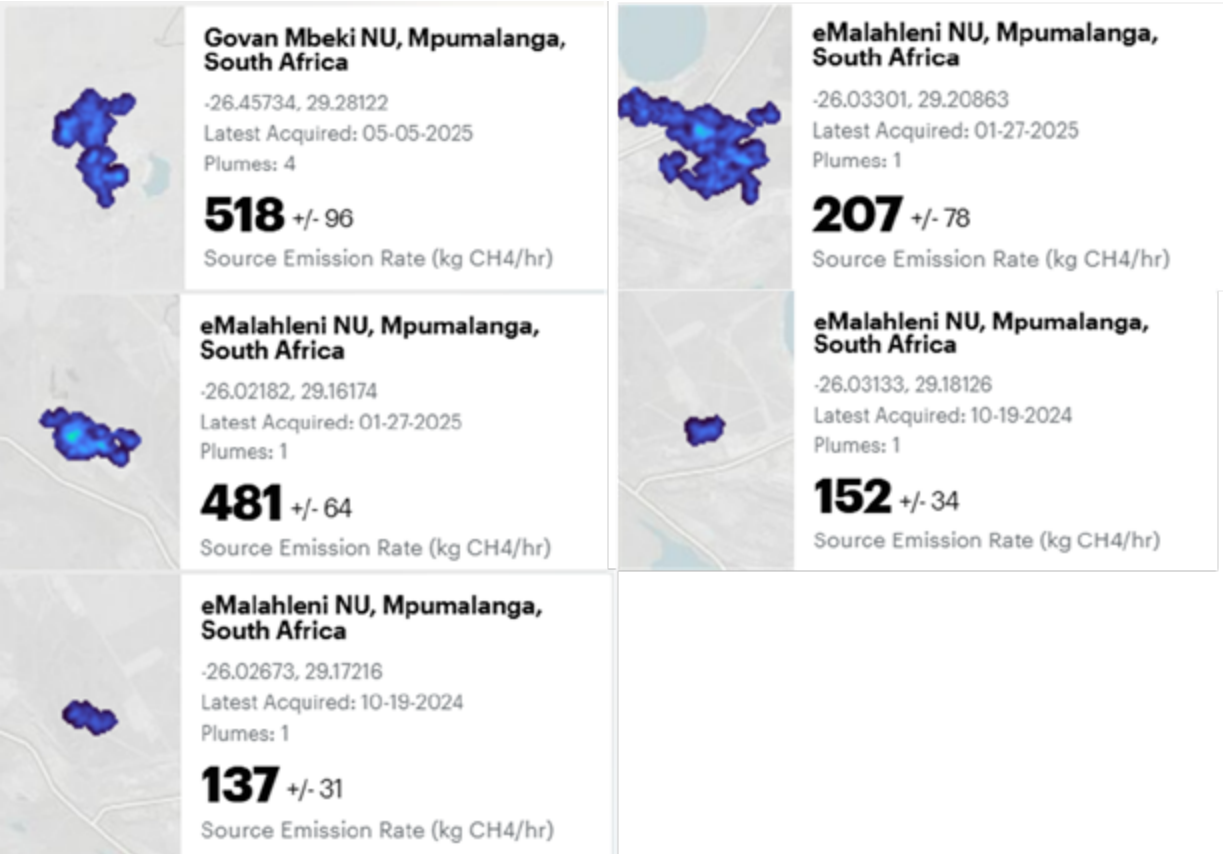 Govan Mbeki NU, Mpumalanga,
South Africa
-26.45734, 29.28122
Latest Acquired: 05-05-2025
Plumes: 4
518 +/- 96
Source Emission Rate (kg CH4/hr)
eMalahleni NU, Mpumalanga,
South Africa
-26.03301, 29.20863
Latest Acquired: 01-27-2025
Plumes: 1
207 +/- 78
Source Emission Rate (kg CH4/hr)
eMalahleni NU, Mpumalanga,
South Africa
-26.02182, 29.16174
Latest Acquired: 01-27-2025
Plumes: 1
481 +/- 64
Source Emission Rate (kg CH4/hr)
eMalahleni NU, Mpumalanga,
South Africa
-26.03133, 29.18126
Latest Acquired: 10-19-2024
Plumes: 1
152 +/- 34
Source Emission Rate (kg CH4/hr)
eMalahleni NU, Mpumalanga,
South Africa
-26.02673, 29.17216
Latest Acquired: 10-19-2024
Plumes: 1
137 +/- 31
Source Emission Rate (kg CH4/hr)